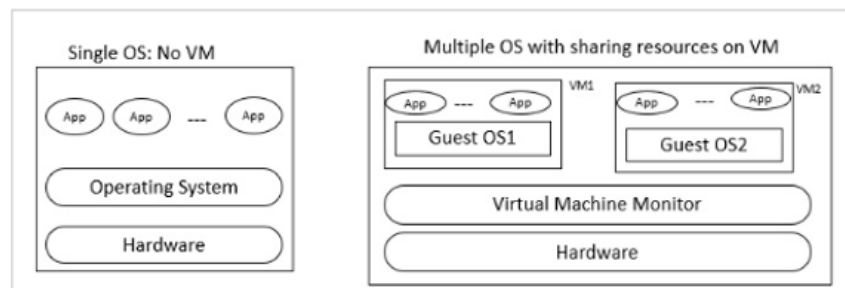 Single OS: No VM
App App --- App
Operating System
Hardware
Multiple OS with sharing resources on VM
App --- App
VM1
Guest OS1
App --- App
VM2
Guest OS2
Virtual Machine Monitor
Hardware